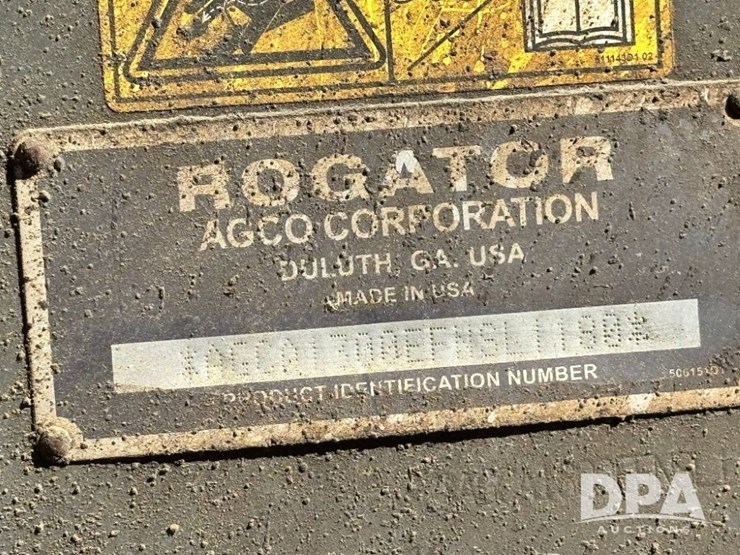 ROGATOR
AGCO CORPORATION
DULUTH, GA. USA
MADE IN USA
PRODUCT IDENTIFICATION NUMBER
DPA
AUCTIONS